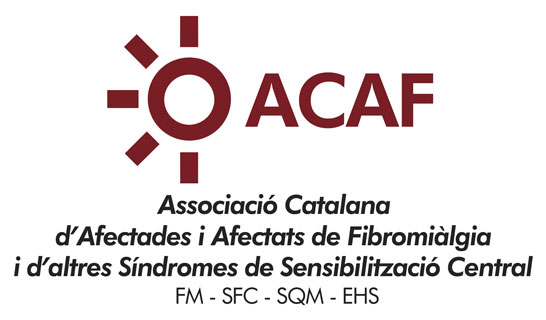 ACAF
Associació Catalana
d'Afectades i Afectats de Fibromiàlgia
i d'altres Síndromes de Sensibilització Central
FM - SFC - SQM - EHS